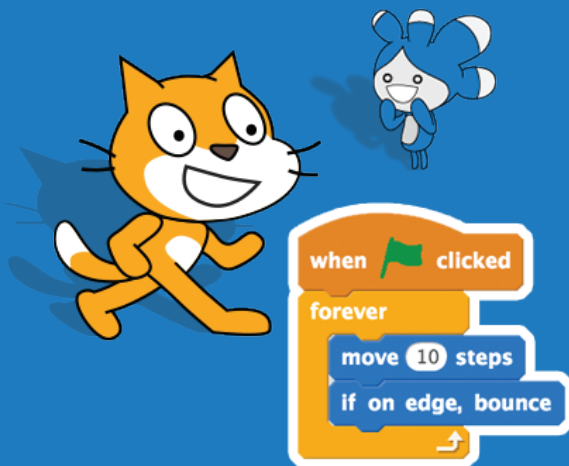 when clicked
forever
move 10 steps
if on edge, bounce